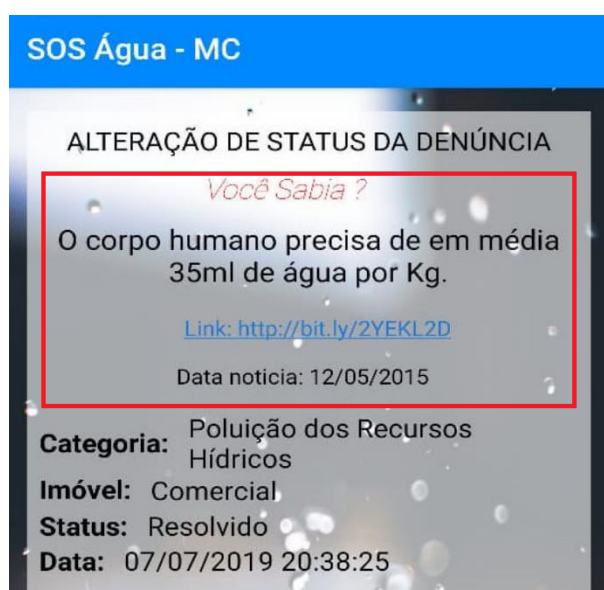 SOS Água - MC
ALTERAÇÃO DE STATUS DA DENÚNCIA
Você Sabia ?
O corpo humano precisa de em média
35ml de água por Kg.
Link: http://bit.ly/2YEKL2D
Data noticia: 12/05/2015
Categoria: Poluição dos Recursos
Hídricos
Imóvel: Comercial
Status: Resolvido
Data: 07/07/2019 20:38:25